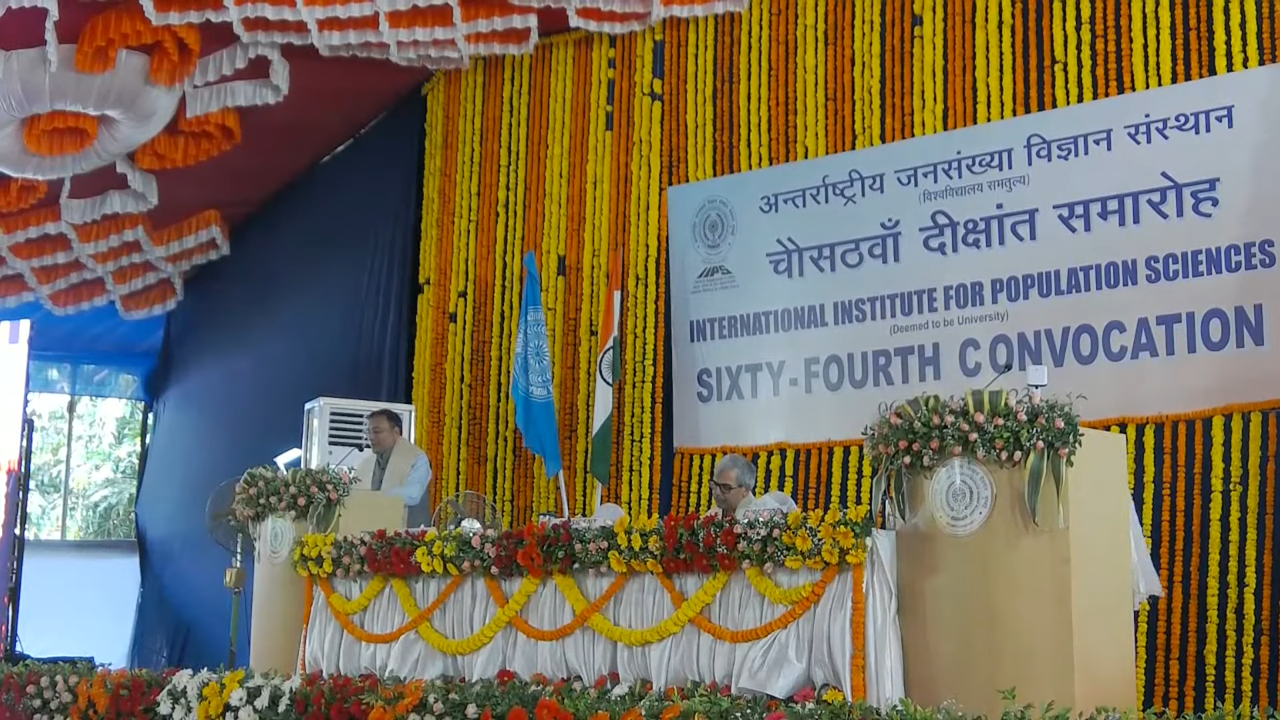 अन्तर्राष्ट्रीय जनसंख्या विज्ञान संस्थान
(विश्वविद्यालय समतुल्य)
चौसठवाँ दीक्षांत समारोह
IIPS
INTERNATIONAL INSTITUTE FOR POPULATION SCIENCES
(Deemed to be University)
SIXTY-FOURTH CONVOCATION